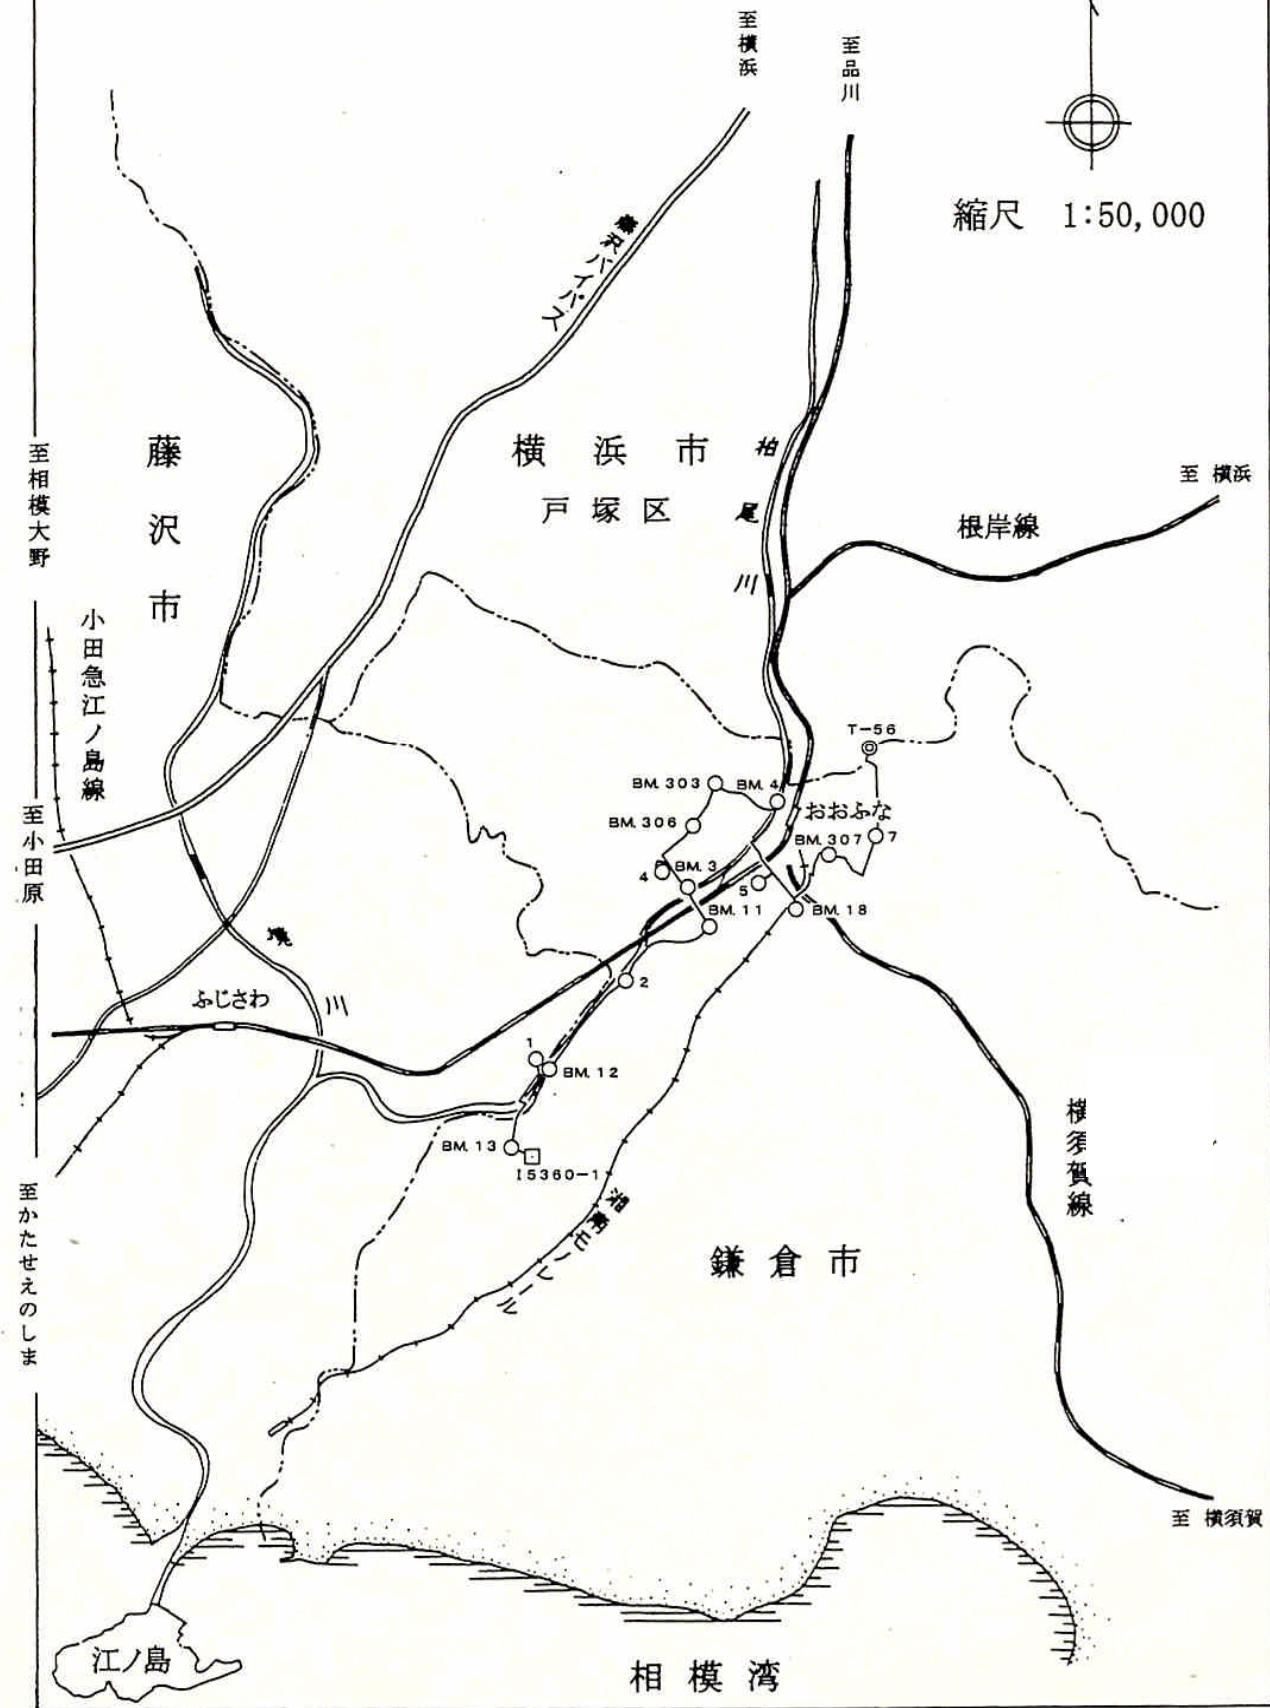 至横浜
至品川
縮尺 1:50,000
藤沢バイパス
藤沢市
横浜市
戸塚区
柏尾川
至 横浜
根岸線
至相模大野
小田急江ノ島線
T-56
BM. 303
BM. 4
おおふな
BM. 306
BM. 307
7
至小田原
4
BM. 3
5
BM. 11
BM. 18
境川
ふじさわ
2
1
BM. 12
横須賀線
BM. 13
I5360-1
至かたせえのしま
湘南モノレール
鎌倉市
至 横須賀
江ノ島
相模湾